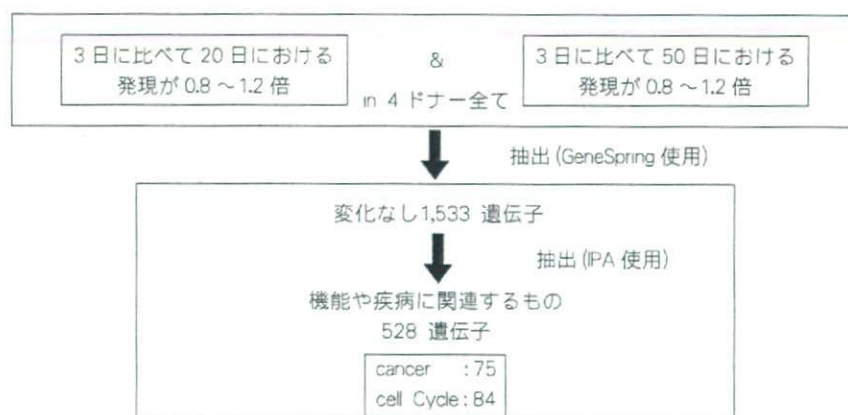 3日に比べて 20日における
発現が 0.8～1.2倍
&
in 4 ドナー全て
3日に比べて 50日における
発現が 0.8～1.2倍
抽出 (GeneSpring 使用)
変化なし1,533 遺伝子
抽出 (IPA 使用)
機能や疾病に関連するもの
528 遺伝子
cancer : 75
cell Cycle : 84